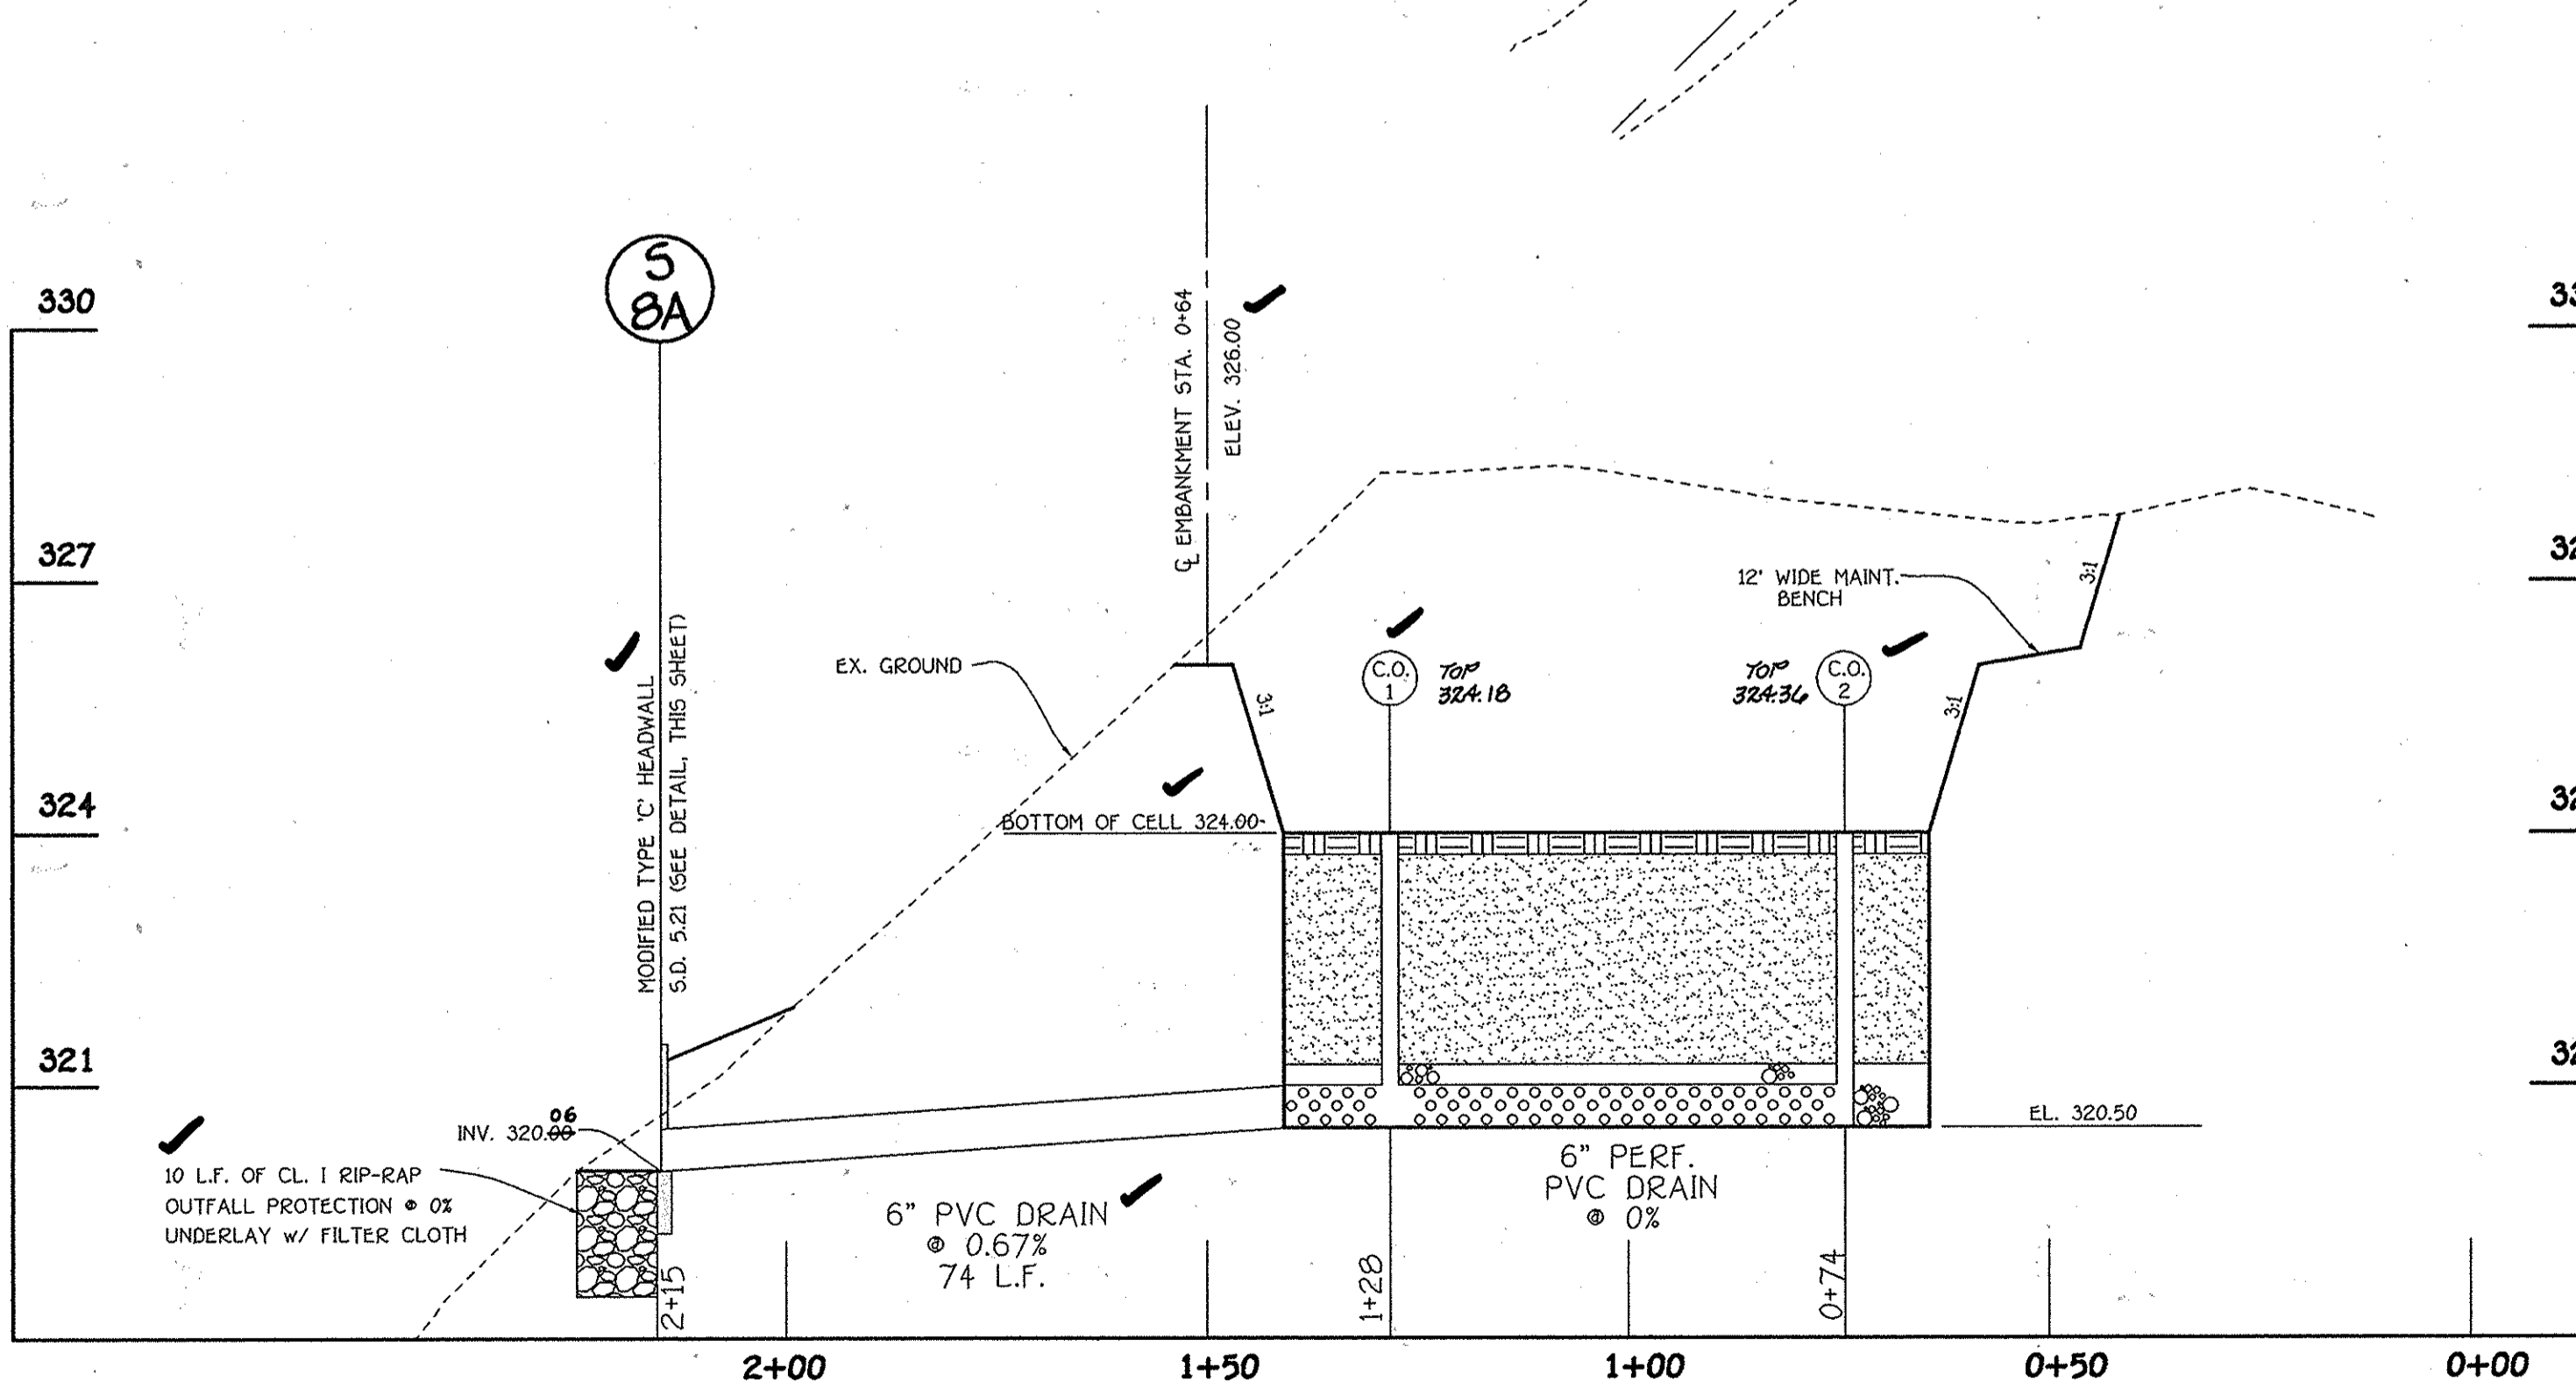 S
8A
330
327
324
321
33
32
32
32
℄ EMBANKMENT STA. 0+64
ELEV. 326.00
MODIFIED TYPE 'C' HEADWALL
S.D. 5.21 (SEE DETAIL, THIS SHEET)
EX. GROUND
3:1
C.O.
1
TOP
324.18
TOP
324.36
C.O.
2
12' WIDE MAINT.
BENCH
3:1
3:1
BOTTOM OF CELL 324.00
06
INV. 320.00
10 L.F. OF CL. I RIP-RAP
OUTFALL PROTECTION @ 0%
UNDERLAY w/ FILTER CLOTH
6" PVC DRAIN
@ 0.67%
74 L.F.
6" PERF.
PVC DRAIN
@ 0%
EL. 320.50
2+15
1+28
0+74
2+00
1+50
1+00
0+50
0+00